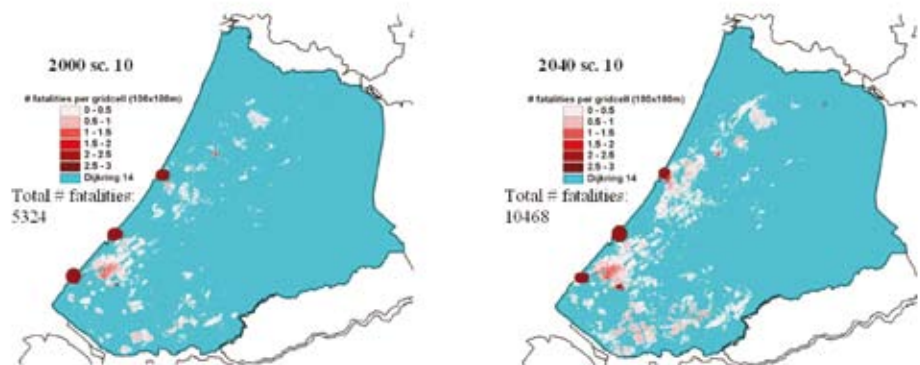 2000 sc. 10
# fatalities per gridcell (100x100m)
0 - 0.5
0.5 - 1
1 - 1.5
1.5 - 2
2 - 2.5
2.5 - 3
Dijkring 14
Total # fatalities:
5324
2040 sc. 10
# fatalities per gridcell (100x100m)
0 - 0.5
0.5 - 1
1 - 1.5
1.5 - 2
2 - 2.5
2.5 - 3
Dijkring 14
Total # fatalities:
10468